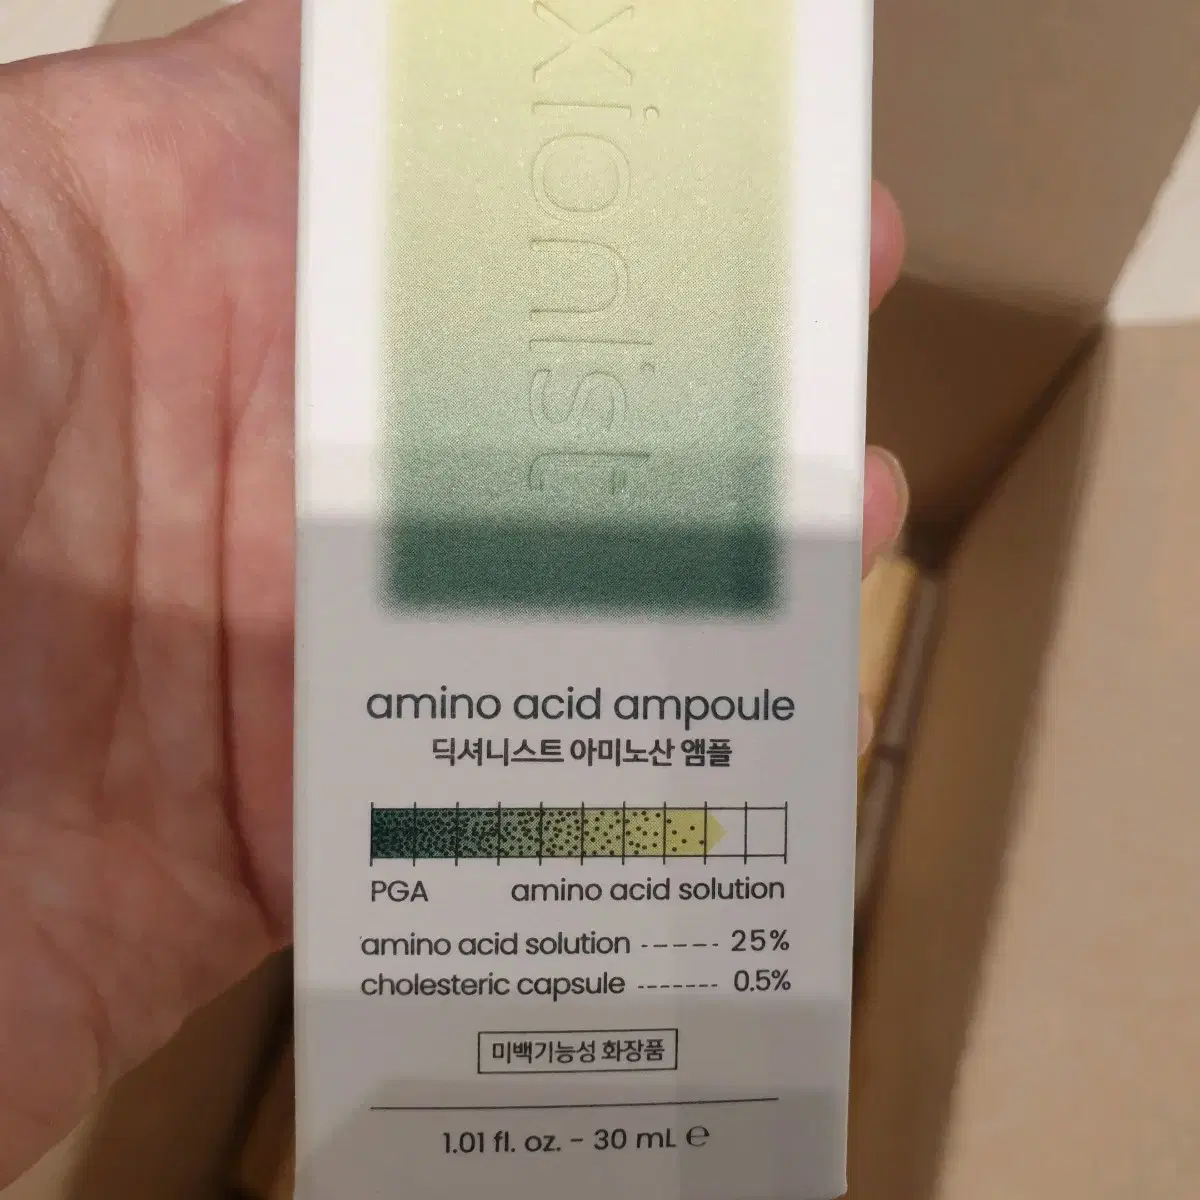 amino acid ampoule
딕셔니스트 아미노산 앰플
PGA amino acid solution
amino acid solution ----- 25%
cholesteric capsule ------- 0.5%
미백기능성 화장품
1.01 fl. oz. - 30 mL ℮